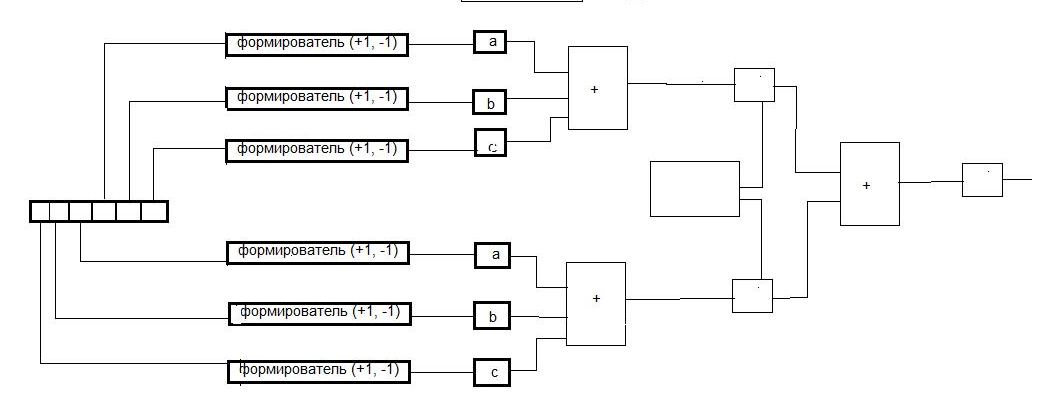 формирователь (+1, -1)
a
+
формирователь (+1, -1)
b
формирователь (+1, -1)
c
+
формирователь (+1, -1)
a
+
формирователь (+1, -1)
b
формирователь (+1, -1)
c